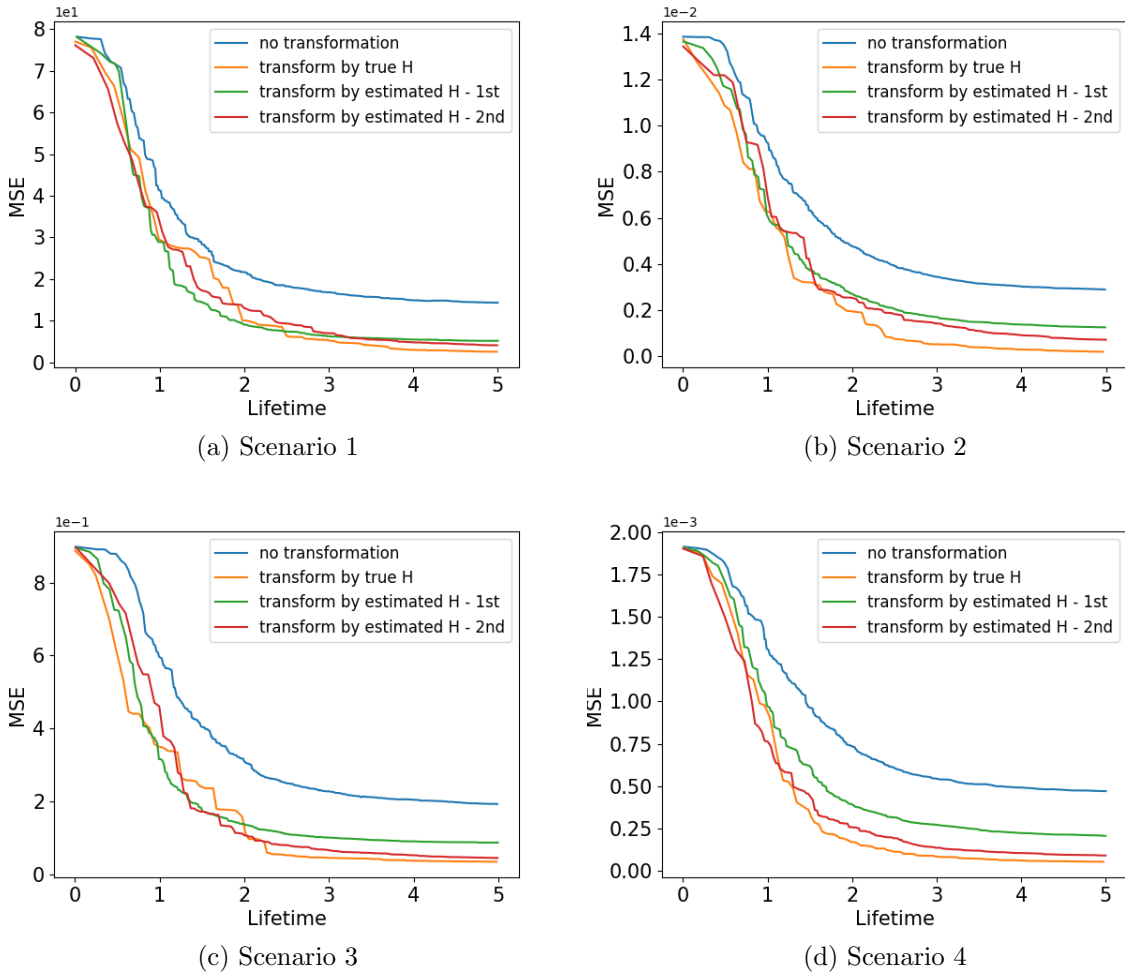 1e1
8
7
6
5
4
3
2
1
0
MSE
no transformation
transform by true H
transform by estimated H - 1st
transform by estimated H - 2nd
0 1 2 3 4 5
Lifetime
(a) Scenario 1
1e−2
1.4
1.2
1.0
0.8
0.6
0.4
0.2
0.0
MSE
no transformation
transform by true H
transform by estimated H - 1st
transform by estimated H - 2nd
0 1 2 3 4 5
Lifetime
(b) Scenario 2
1e−1
8
6
4
2
0
MSE
no transformation
transform by true H
transform by estimated H - 1st
transform by estimated H - 2nd
0 1 2 3 4 5
Lifetime
(c) Scenario 3
1e−3
2.00
1.75
1.50
1.25
1.00
0.75
0.50
0.25
0.00
MSE
no transformation
transform by true H
transform by estimated H - 1st
transform by estimated H - 2nd
0 1 2 3 4 5
Lifetime
(d) Scenario 4